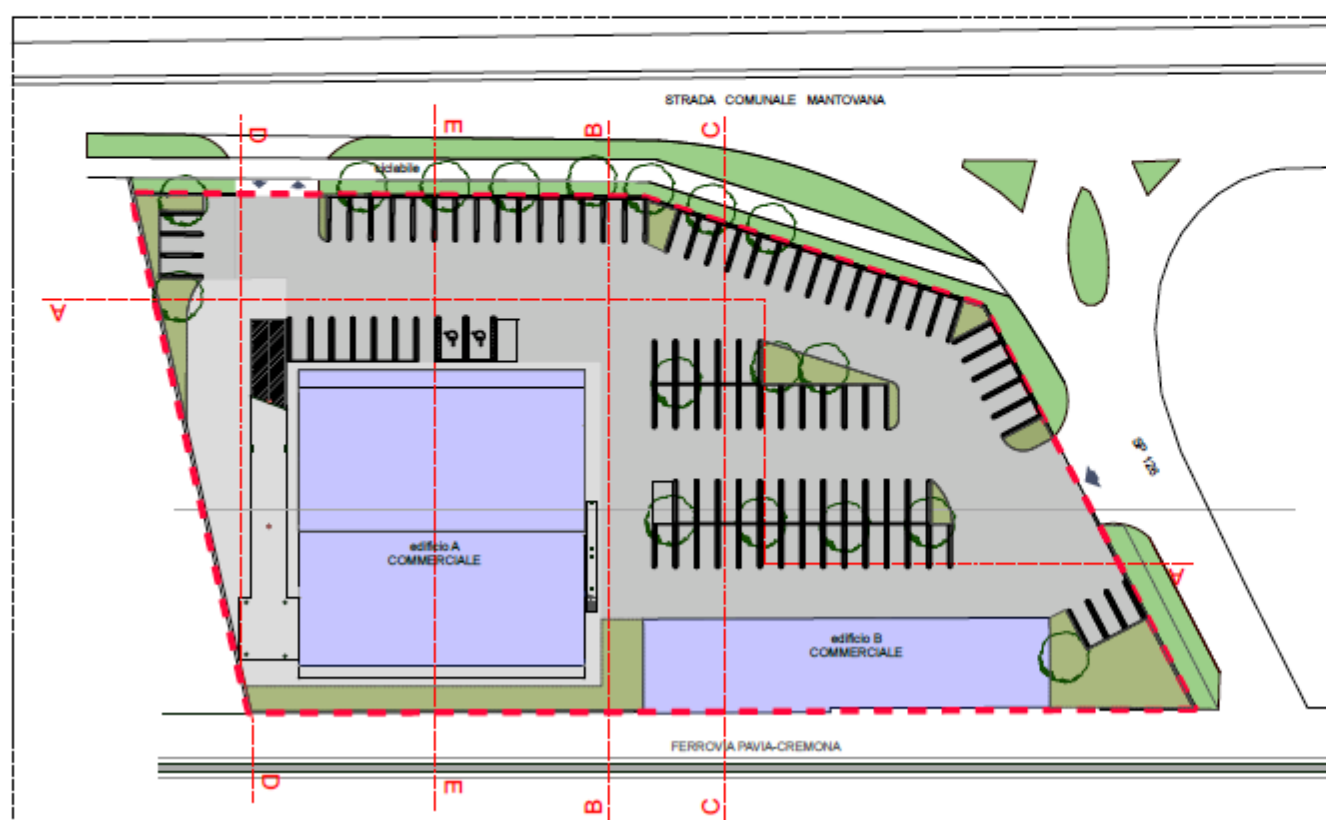 STRADA COMUNALE MANTOVANA
D
E
B
C
ciclabile
A
SP 126
edificio A
COMMERCIALE
A
edificio B
COMMERCIALE
FERROVIA PAVIA-CREMONA
D
E
B
C